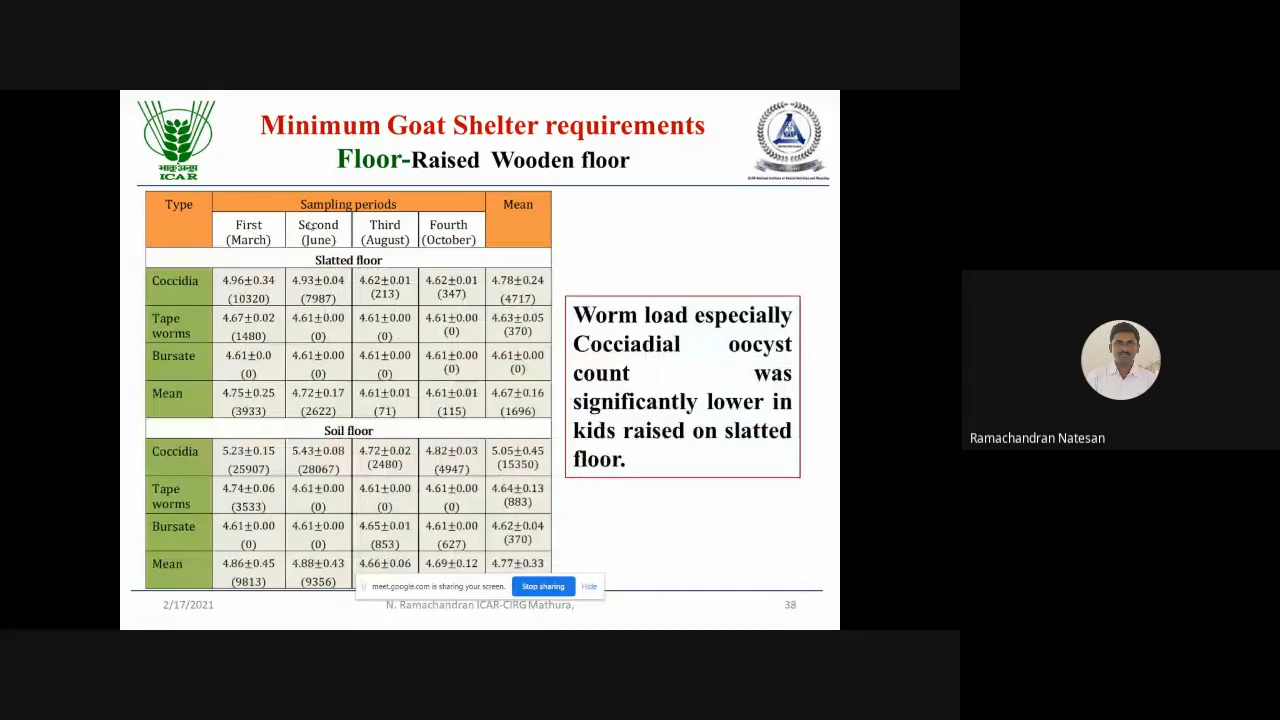 Minimum Goat Shelter requirements
Floor-Raised Wooden floor
भाकृअनुप
ICAR
Type Sampling periods Mean
First (March) Second (June) Third (August) Fourth (October)
Slatted floor
Coccidia 4.96±0.34 (10320) 4.93±0.04 (7987) 4.62±0.01 (213) 4.62±0.01 (347) 4.78±0.24 (4717)
Tape worms 4.67±0.02 (1480) 4.61±0.00 (0) 4.61±0.00 (0) 4.61±0.00 (0) 4.63±0.05 (370)
Bursate 4.61±0.0 (0) 4.61±0.00 (0) 4.61±0.00 (0) 4.61±0.00 (0) 4.61±0.00 (0)
Mean 4.75±0.25 (3933) 4.72±0.17 (2622) 4.61±0.01 (71) 4.61±0.01 (115) 4.67±0.16 (1696)
Soil floor
Coccidia 5.23±0.15 (25907) 5.43±0.08 (28067) 4.72±0.02 (2480) 4.82±0.03 (4947) 5.05±0.45 (15350)
Tape worms 4.74±0.06 (3533) 4.61±0.00 (0) 4.61±0.00 (0) 4.61±0.00 (0) 4.64±0.13 (883)
Bursate 4.61±0.00 (0) 4.61±0.00 (0) 4.65±0.01 (853) 4.61±0.00 (627) 4.62±0.04 (370)
Mean 4.86±0.45 (9813) 4.88±0.43 (9356) 4.66±0.06 4.69±0.12 4.77±0.33
Worm load especially
Cocciadial oocyst
count was
significantly lower in
kids raised on slatted
floor.
meet.google.com is sharing your screen. Stop sharing Hide
2/17/2021 N. Ramachandran ICAR-CIRG Mathura, 38
Ramachandran Natesan